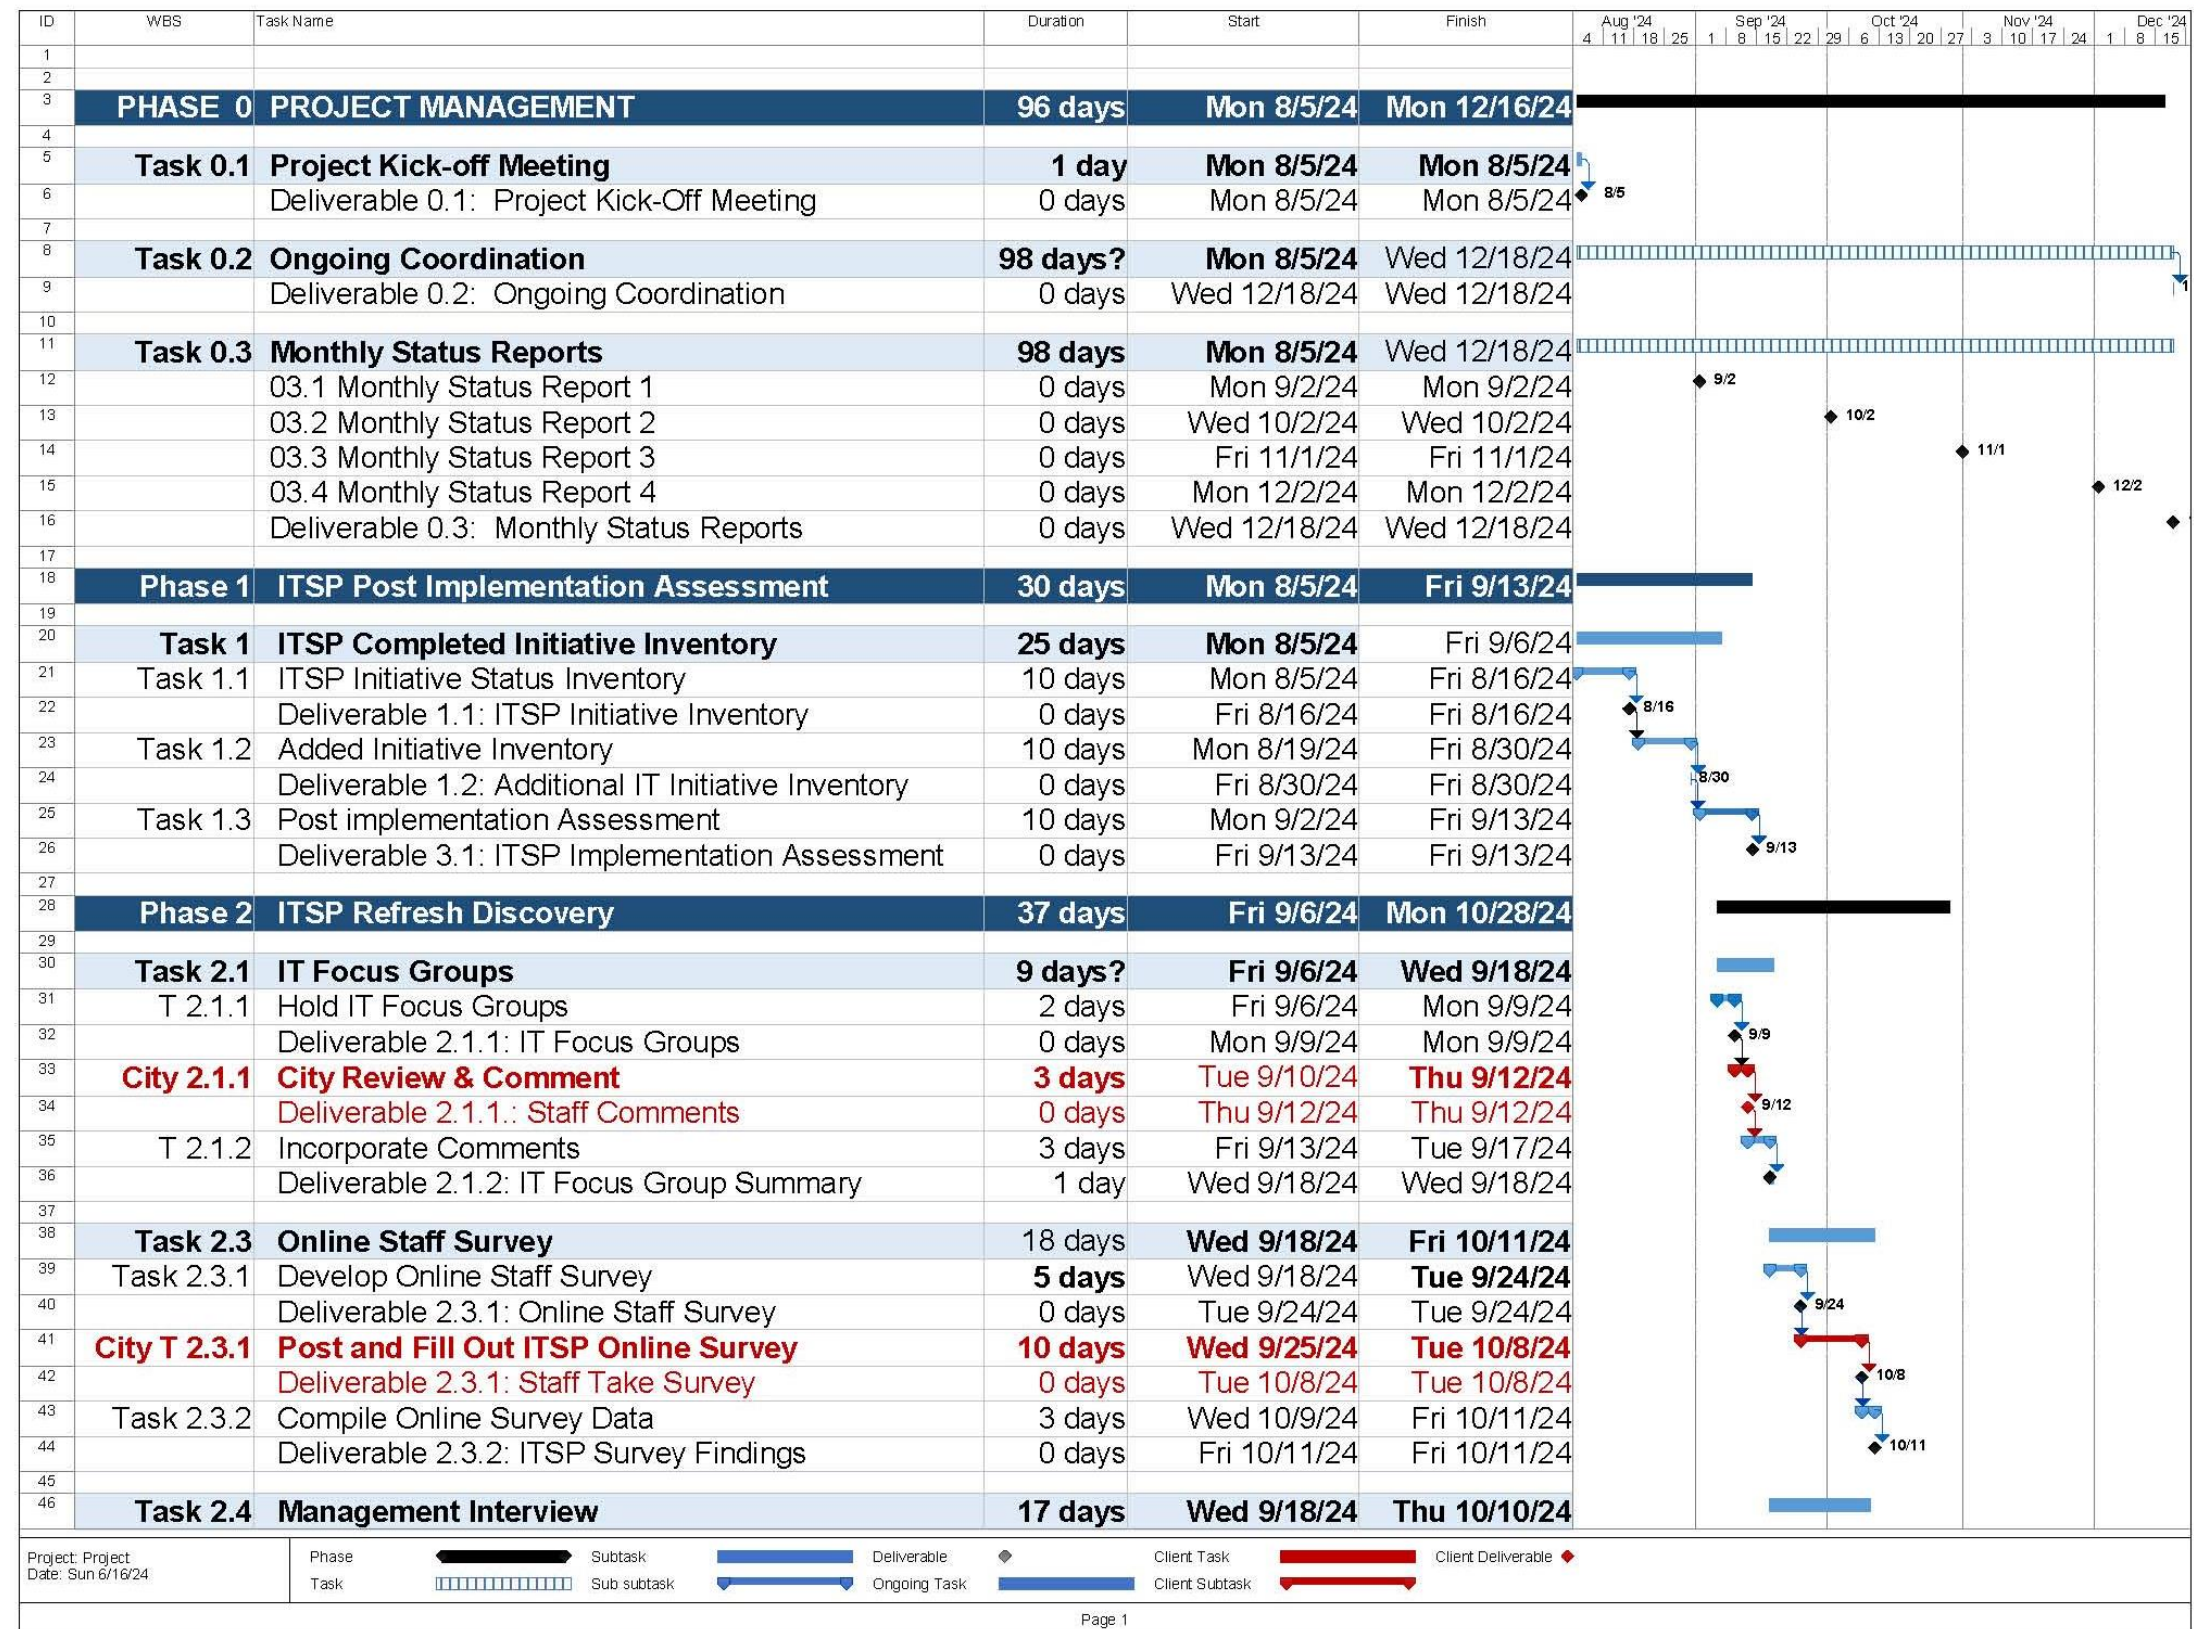 ID WBS Task Name Duration Start Finish Aug '24 Sep '24 Oct '24 Nov '24 Dec '24
4 11 18 25 1 8 15 22 29 6 13 20 27 3 10 17 24 1 8 15
1
2
3 PHASE 0 PROJECT MANAGEMENT 96 days Mon 8/5/24 Mon 12/16/24
4
5 Task 0.1 Project Kick-off Meeting 1 day Mon 8/5/24 Mon 8/5/24
6 Deliverable 0.1: Project Kick-Off Meeting 0 days Mon 8/5/24 Mon 8/5/24 8/5
7
8 Task 0.2 Ongoing Coordination 98 days? Mon 8/5/24 Wed 12/18/24
9 Deliverable 0.2: Ongoing Coordination 0 days Wed 12/18/24 Wed 12/18/24 1
10
11 Task 0.3 Monthly Status Reports 98 days Mon 8/5/24 Wed 12/18/24
12 03.1 Monthly Status Report 1 0 days Mon 9/2/24 Mon 9/2/24 9/2
13 03.2 Monthly Status Report 2 0 days Wed 10/2/24 Wed 10/2/24 10/2
14 03.3 Monthly Status Report 3 0 days Fri 11/1/24 Fri 11/1/24 11/1
15 03.4 Monthly Status Report 4 0 days Mon 12/2/24 Mon 12/2/24 12/2
16 Deliverable 0.3: Monthly Status Reports 0 days Wed 12/18/24 Wed 12/18/24
17
18 Phase 1 ITSP Post Implementation Assessment 30 days Mon 8/5/24 Fri 9/13/24
19
20 Task 1 ITSP Completed Initiative Inventory 25 days Mon 8/5/24 Fri 9/6/24
21 Task 1.1 ITSP Initiative Status Inventory 10 days Mon 8/5/24 Fri 8/16/24
22 Deliverable 1.1: ITSP Initiative Inventory 0 days Fri 8/16/24 Fri 8/16/24 8/16
23 Task 1.2 Added Initiative Inventory 10 days Mon 8/19/24 Fri 8/30/24
24 Deliverable 1.2: Additional IT Initiative Inventory 0 days Fri 8/30/24 Fri 8/30/24 8/30
25 Task 1.3 Post implementation Assessment 10 days Mon 9/2/24 Fri 9/13/24
26 Deliverable 3.1: ITSP Implementation Assessment 0 days Fri 9/13/24 Fri 9/13/24 9/13
27
28 Phase 2 ITSP Refresh Discovery 37 days Fri 9/6/24 Mon 10/28/24
29
30 Task 2.1 IT Focus Groups 9 days? Fri 9/6/24 Wed 9/18/24
31 T 2.1.1 Hold IT Focus Groups 2 days Fri 9/6/24 Mon 9/9/24
32 Deliverable 2.1.1: IT Focus Groups 0 days Mon 9/9/24 Mon 9/9/24 9/9
33 City 2.1.1 City Review & Comment 3 days Tue 9/10/24 Thu 9/12/24
34 Deliverable 2.1.1.: Staff Comments 0 days Thu 9/12/24 Thu 9/12/24 9/12
35 T 2.1.2 Incorporate Comments 3 days Fri 9/13/24 Tue 9/17/24
36 Deliverable 2.1.2: IT Focus Group Summary 1 day Wed 9/18/24 Wed 9/18/24
37
38 Task 2.3 Online Staff Survey 18 days Wed 9/18/24 Fri 10/11/24
39 Task 2.3.1 Develop Online Staff Survey 5 days Wed 9/18/24 Tue 9/24/24
40 Deliverable 2.3.1: Online Staff Survey 0 days Tue 9/24/24 Tue 9/24/24 9/24
41 City T 2.3.1 Post and Fill Out ITSP Online Survey 10 days Wed 9/25/24 Tue 10/8/24
42 Deliverable 2.3.1: Staff Take Survey 0 days Tue 10/8/24 Tue 10/8/24 10/8
43 Task 2.3.2 Compile Online Survey Data 3 days Wed 10/9/24 Fri 10/11/24
44 Deliverable 2.3.2: ITSP Survey Findings 0 days Fri 10/11/24 Fri 10/11/24 10/11
45
46 Task 2.4 Management Interview 17 days Wed 9/18/24 Thu 10/10/24
Project: Project
Date: Sun 6/16/24
Phase Subtask Deliverable Client Task Client Deliverable
Task Sub subtask Ongoing Task Client Subtask
Page 1